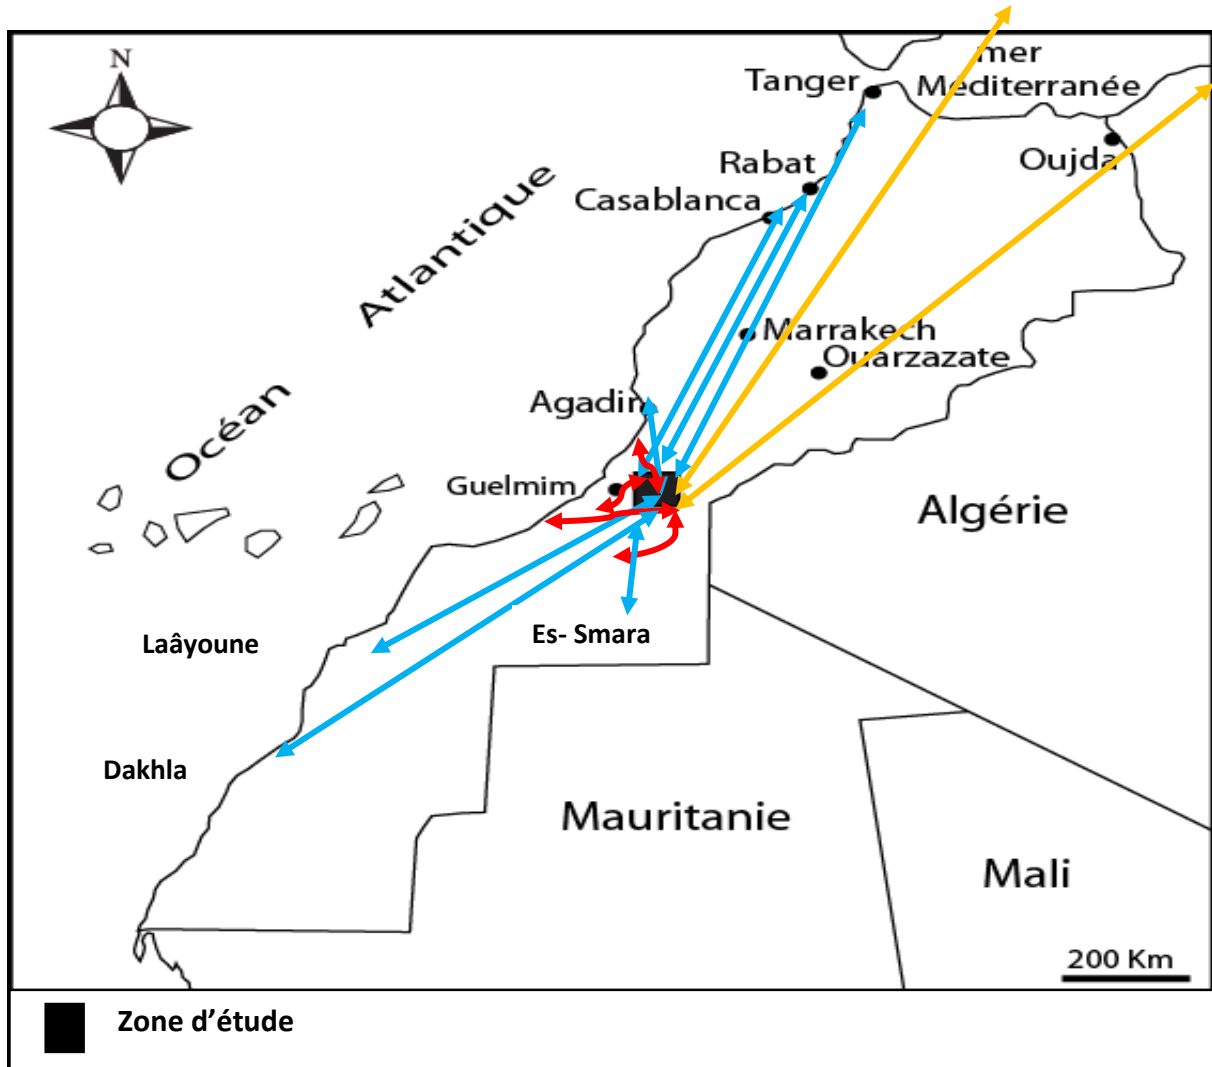 N
mer
Méditerranée
Tanger
Oujda
Rabat
Casablanca
Atlantique
Marrakech
Ouarzazate
Agadir
Océan
Guelmim
Algérie
Laâyoune
Es- Smara
Dakhla
Mauritanie
Mali
200 Km
Zone d’étude